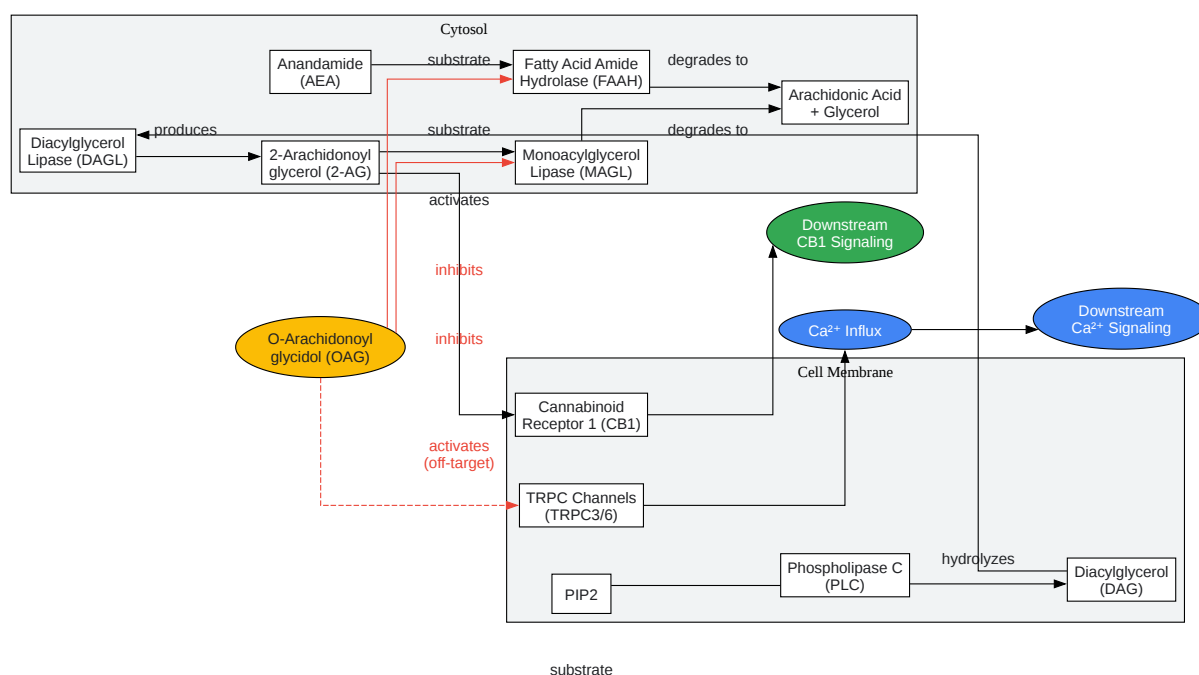 Cytosol
Anandamide
(AEA)
substrate
Fatty Acid Amide
Hydrolase (FAAH)
degrades to
Arachidonic Acid
+ Glycerol
Diacylglycerol
Lipase (DAGL)
produces
2-Arachidonoyl
glycerol (2-AG)
substrate
Monoacylglycerol
Lipase (MAGL)
degrades to
activates
Downstream
CB1 Signaling
inhibits
O-Arachidonoyl
glycidol (OAG)
inhibits
Ca²⁺ Influx
Downstream
Ca²⁺ Signaling
Cell Membrane
Cannabinoid
Receptor 1 (CB1)
activates
(off-target)
TRPC Channels
(TRPC3/6)
PIP2
Phospholipase C
(PLC)
hydrolyzes
Diacylglycerol
(DAG)
substrate